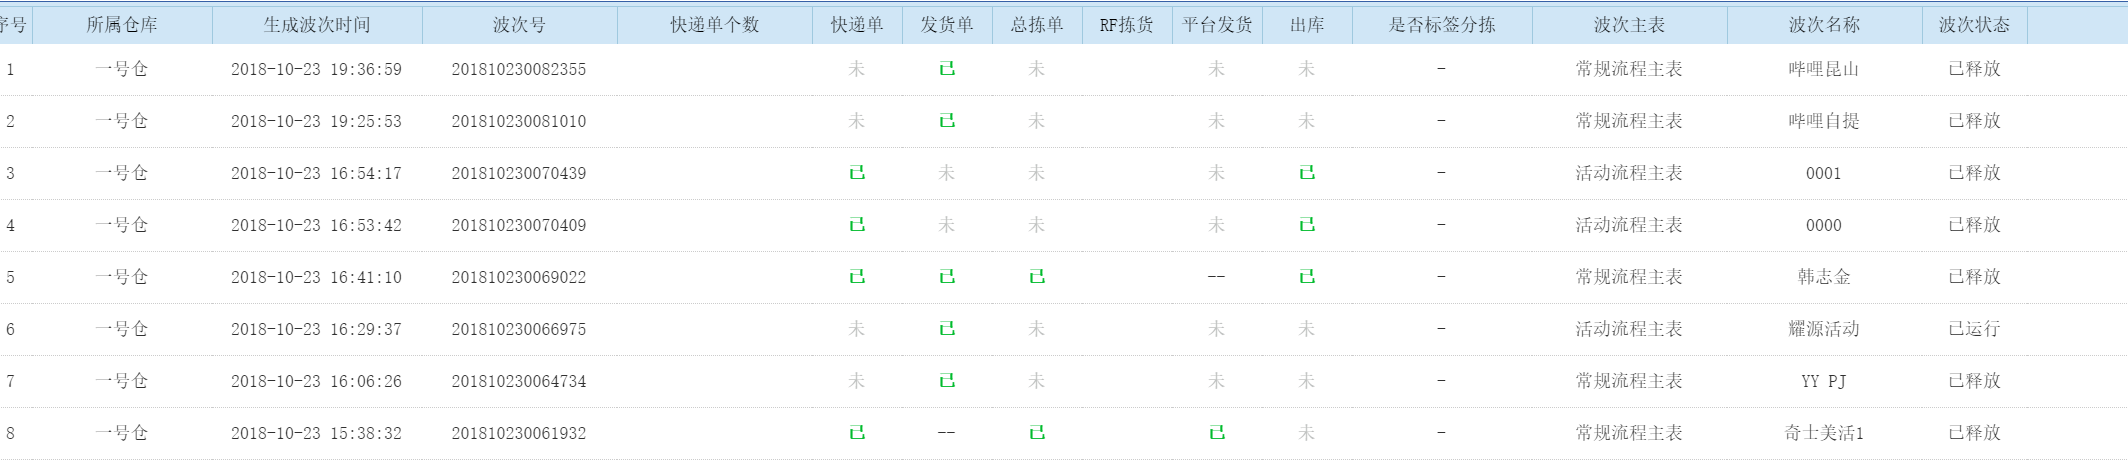 序号 所属仓库 生成波次时间 波次号 快递单个数 快递单 发货单 总拣单 RF拣货 平台发货 出库 是否标签分拣 波次主表 波次名称 波次状态
1 一号仓 2018-10-23 19:36:59 201810230082355 未 已 未 未 未 - 常规流程主表 哔哩昆山 已释放
2 一号仓 2018-10-23 19:25:53 201810230081010 未 已 未 未 未 - 常规流程主表 哔哩自提 已释放
3 一号仓 2018-10-23 16:54:17 201810230070439 已 未 未 未 已 - 活动流程主表 0001 已释放
4 一号仓 2018-10-23 16:53:42 201810230070409 已 未 未 未 已 - 活动流程主表 0000 已释放
5 一号仓 2018-10-23 16:41:10 201810230069022 已 已 已 -- 已 - 常规流程主表 韩志金 已释放
6 一号仓 2018-10-23 16:29:37 201810230066975 未 已 未 未 未 - 活动流程主表 耀源活动 已运行
7 一号仓 2018-10-23 16:06:26 201810230064734 未 已 未 未 未 - 常规流程主表 YY PJ 已释放
8 一号仓 2018-10-23 15:38:32 201810230061932 已 -- 已 已 未 - 常规流程主表 奇士美活1 已释放